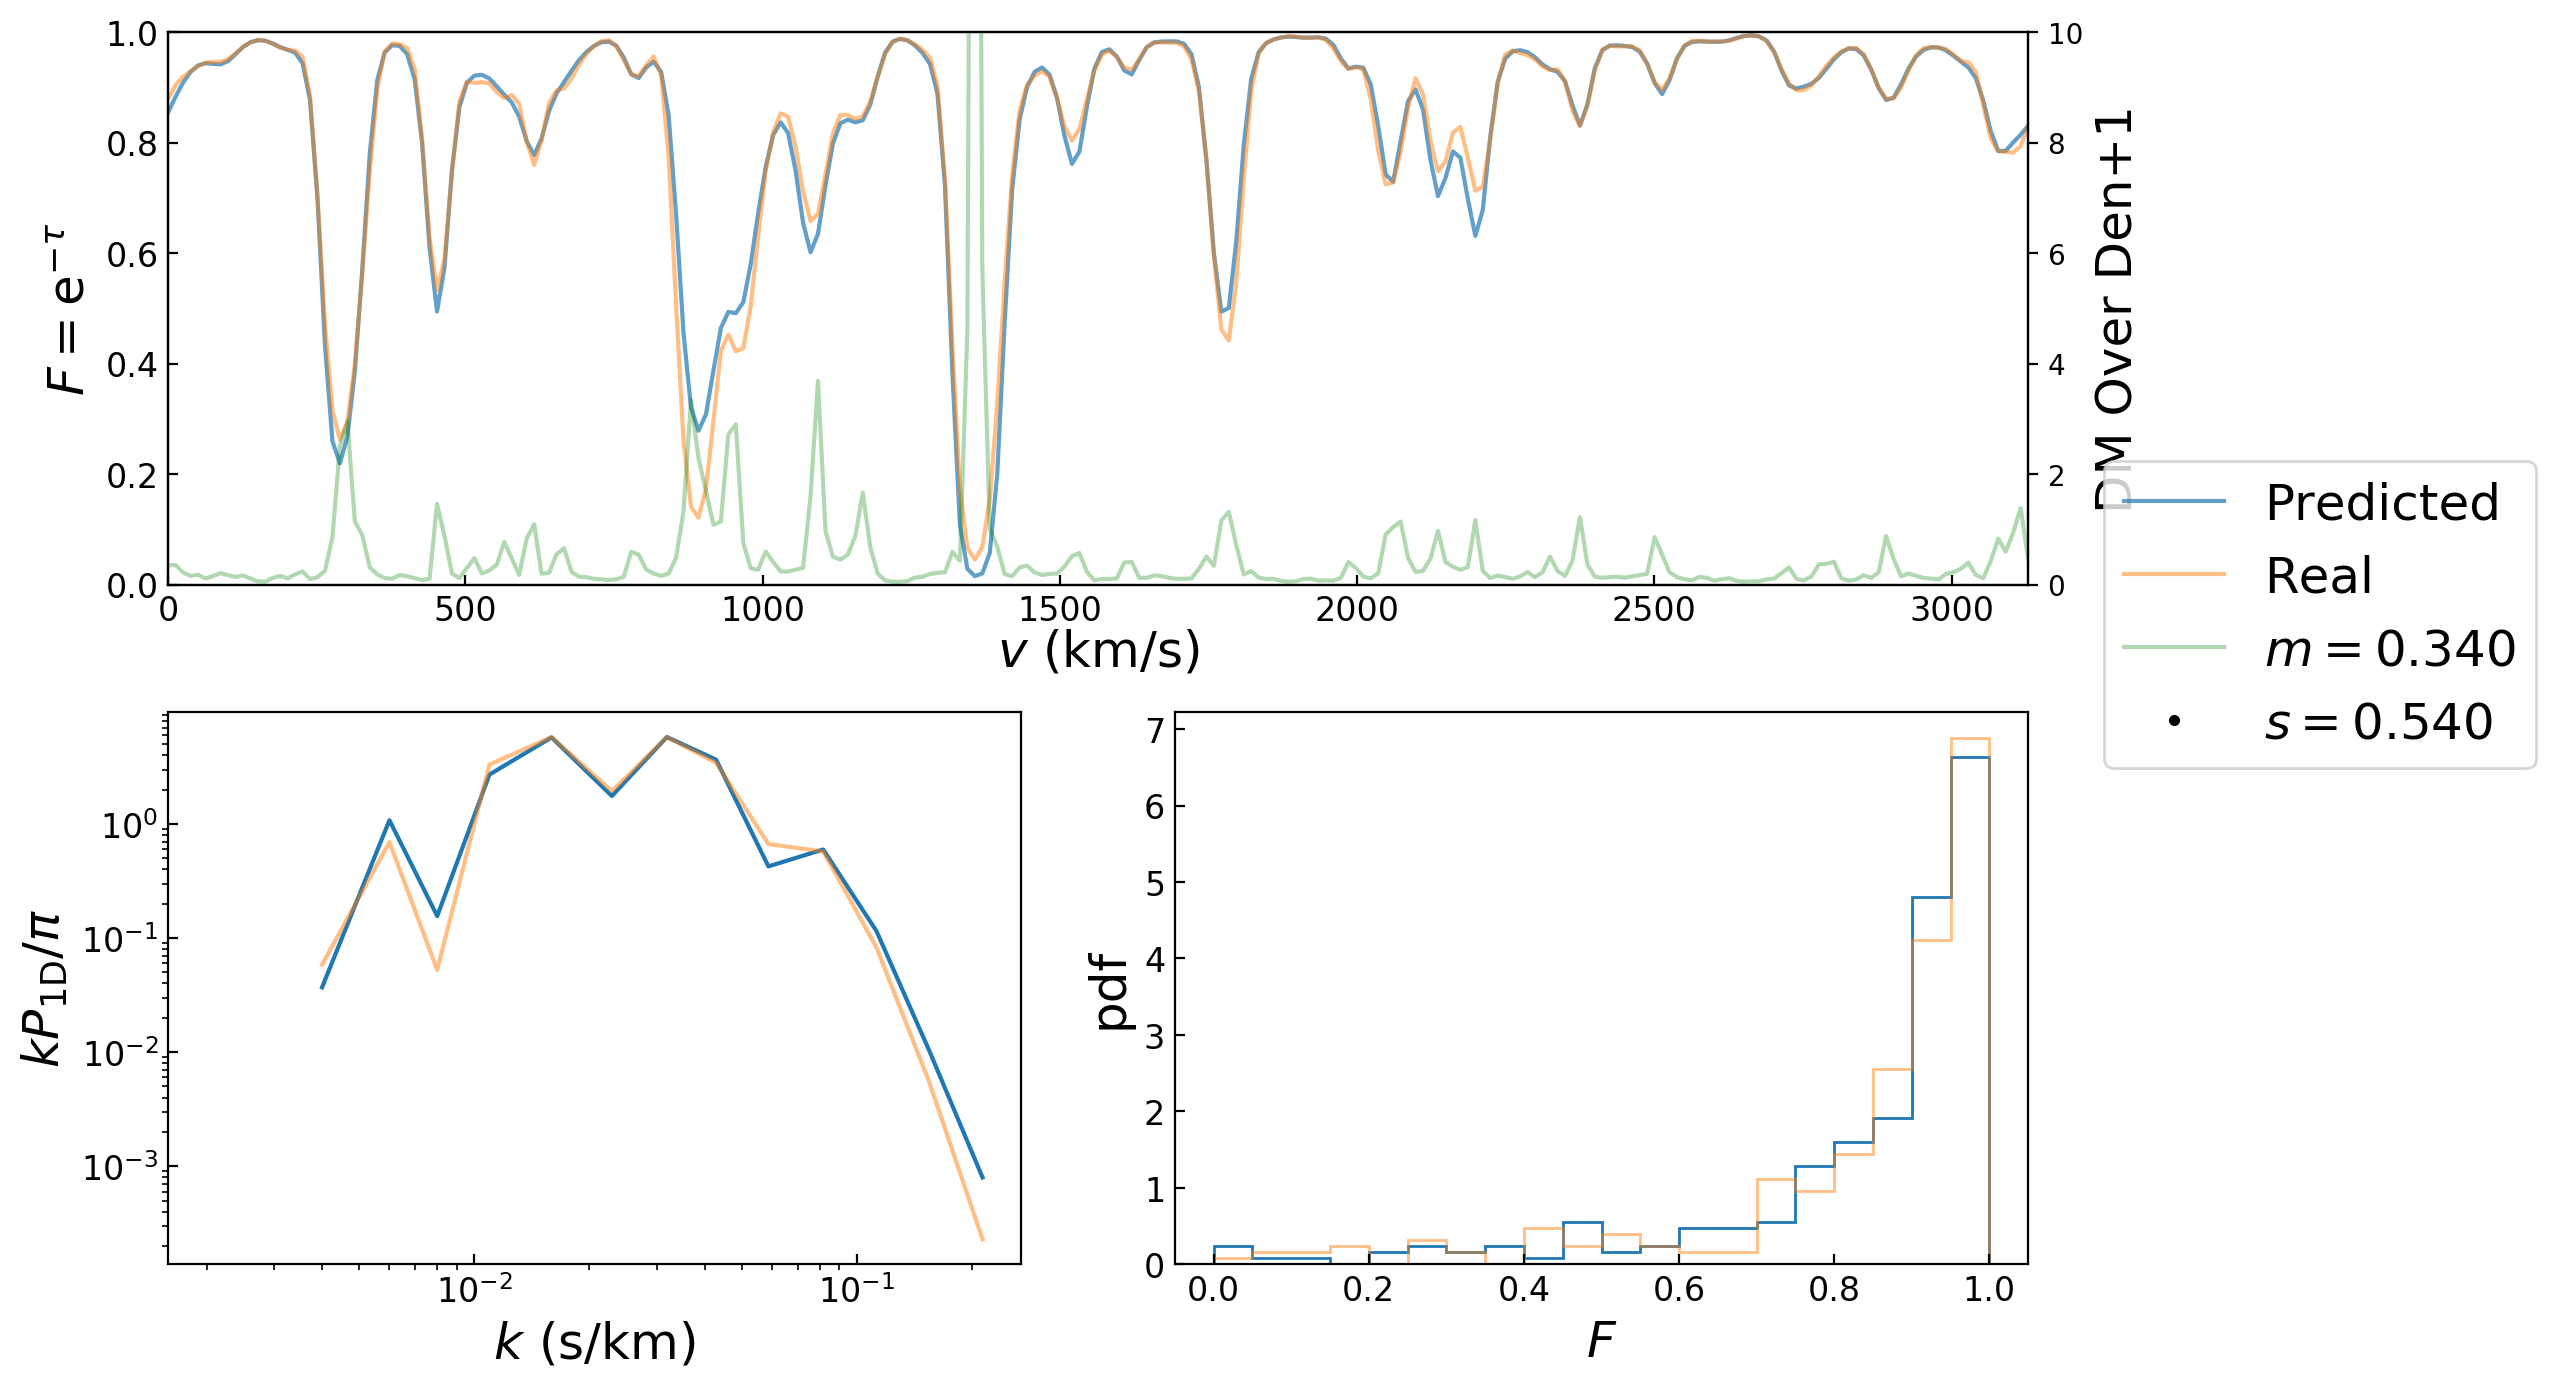 1.0
0.8
0.6
0.4
0.2
0.0
F = e^{-τ}
0 500 1000 1500 2000 2500 3000
v (km/s)
10
8
6
4
2
0
DM Over Den+1
Predicted
Real
m = 0.340
s = 0.540
10^0
10^{-1}
10^{-2}
10^{-3}
kP_{1D}/π
10^{-2} 10^{-1}
k (s/km)
7
6
5
4
3
2
1
0
pdf
0.0 0.2 0.4 0.6 0.8 1.0
F